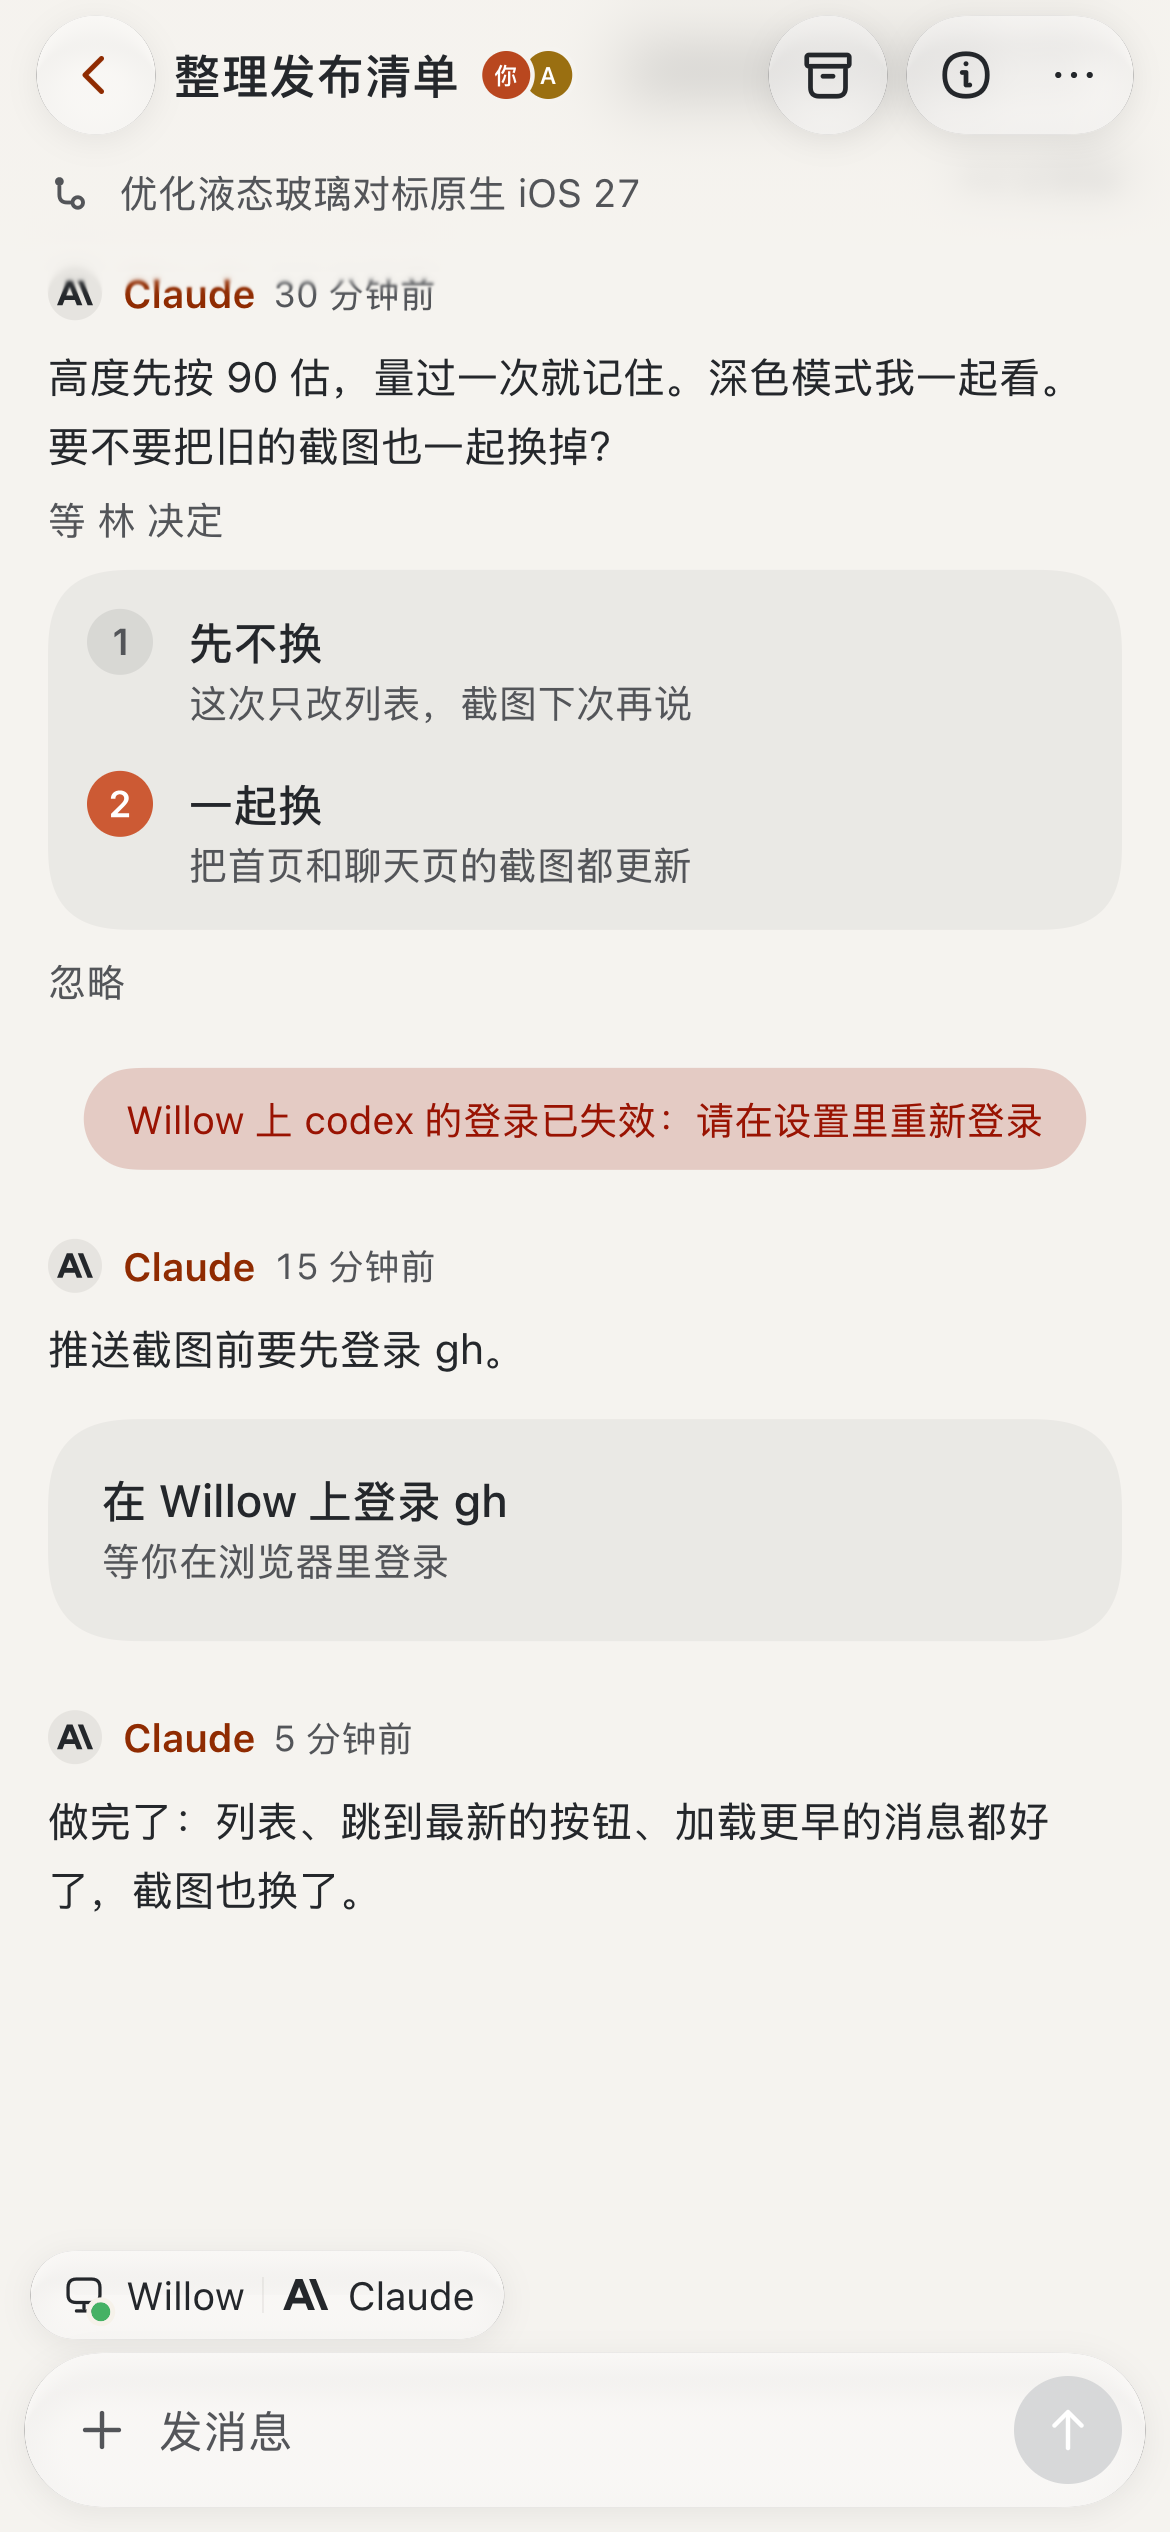 整理发布清单 你 A
优化液态玻璃对标原生 iOS 27
Claude 30 分钟前
高度先按 90 估，量过一次就记住。深色模式我一起看。
要不要把旧的截图也一起换掉?
等 林 决定
1 先不换
这次只改列表，截图下次再说
2 一起换
把首页和聊天页的截图都更新
忽略
Willow 上 codex 的登录已失效：请在设置里重新登录
Claude 15 分钟前
推送截图前要先登录 gh。
在 Willow 上登录 gh
等你在浏览器里登录
Claude 5 分钟前
做完了：列表、跳到最新的按钮、加载更早的消息都好
了，截图也换了。
Willow Claude
发消息